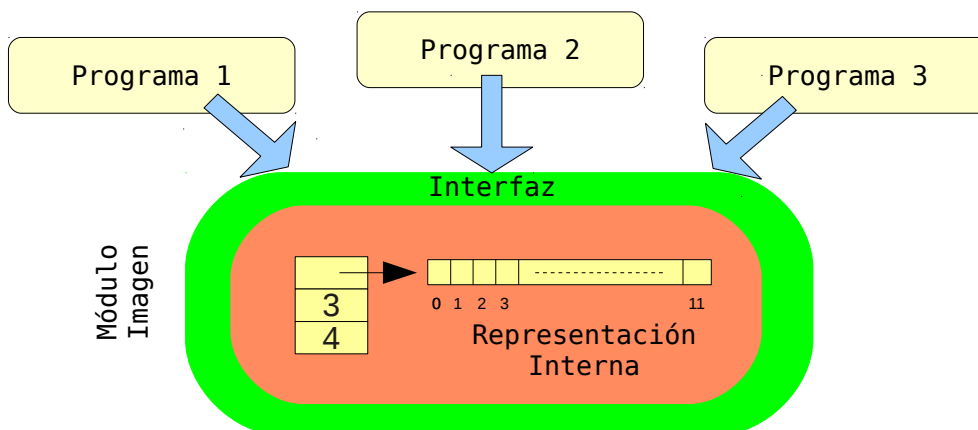 Programa 1
Programa 2
Programa 3
Interfaz
Módulo
Imagen
3
4
0 1 2 3 11
Representación
Interna